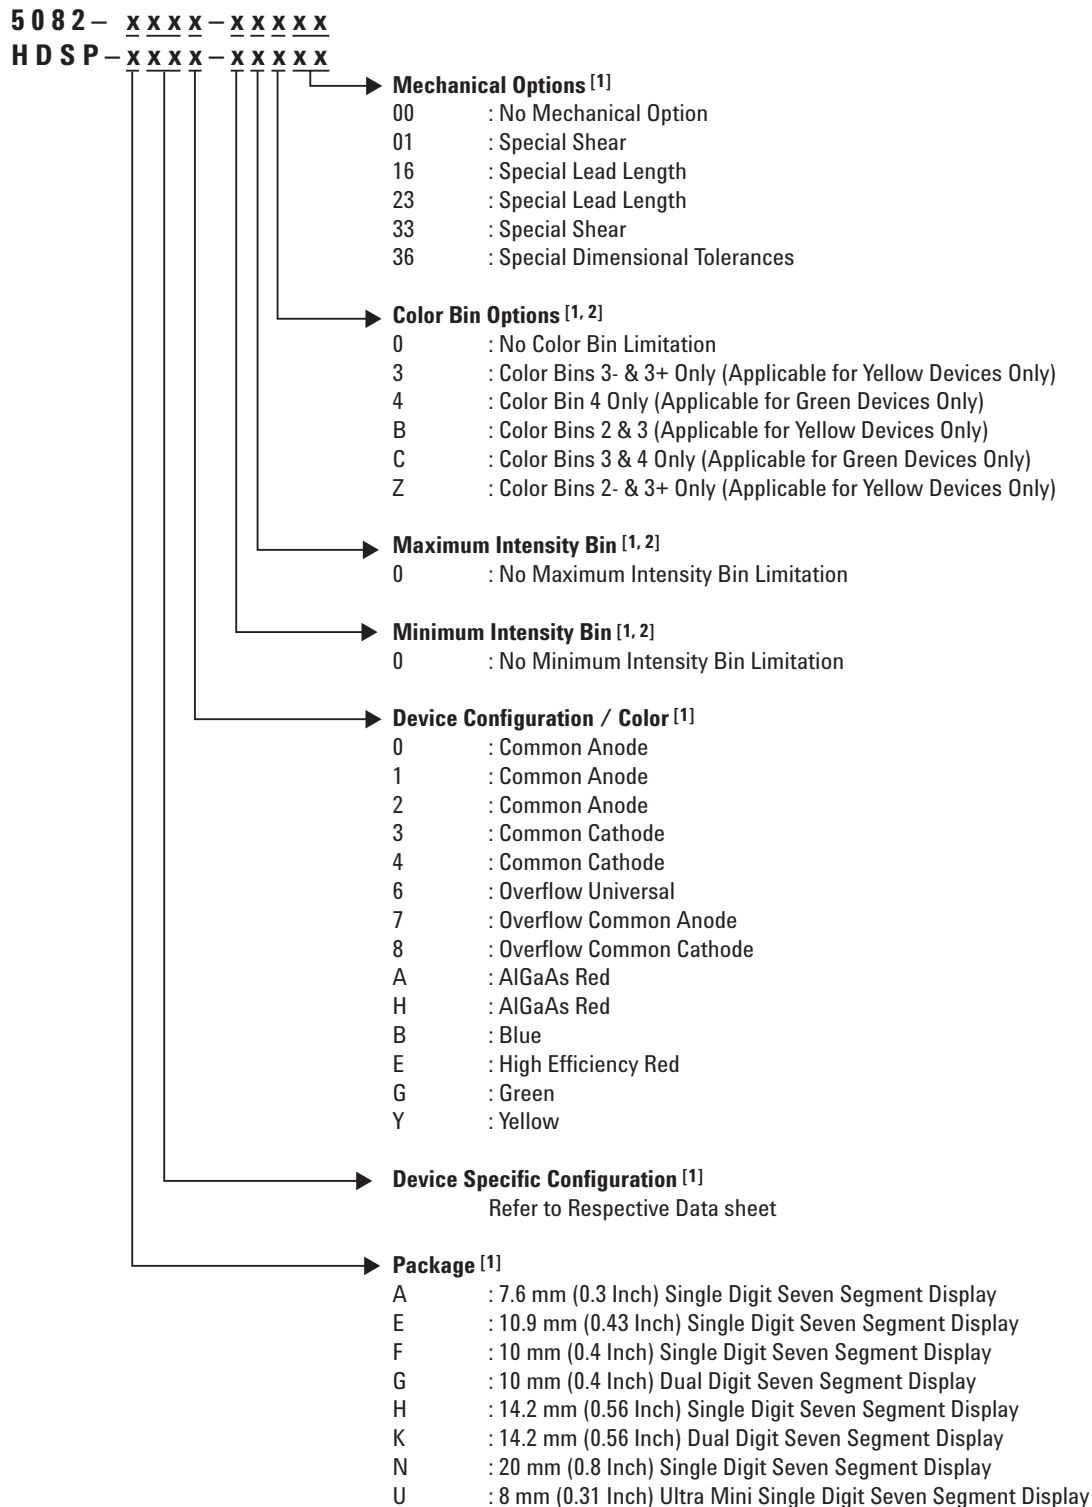 5082– xxxx–xxxxx
HDSP–xxxx–xxxxx
Mechanical Options [1]
00 : No Mechanical Option
01 : Special Shear
16 : Special Lead Length
23 : Special Lead Length
33 : Special Shear
36 : Special Dimensional Tolerances
Color Bin Options [1, 2]
0 : No Color Bin Limitation
3 : Color Bins 3- & 3+ Only (Applicable for Yellow Devices Only)
4 : Color Bin 4 Only (Applicable for Green Devices Only)
B : Color Bins 2 & 3 (Applicable for Yellow Devices Only)
C : Color Bins 3 & 4 Only (Applicable for Green Devices Only)
Z : Color Bins 2- & 3+ Only (Applicable for Yellow Devices Only)
Maximum Intensity Bin [1, 2]
0 : No Maximum Intensity Bin Limitation
Minimum Intensity Bin [1, 2]
0 : No Minimum Intensity Bin Limitation
Device Configuration / Color [1]
0 : Common Anode
1 : Common Anode
2 : Common Anode
3 : Common Cathode
4 : Common Cathode
6 : Overflow Universal
7 : Overflow Common Anode
8 : Overflow Common Cathode
A : AlGaAs Red
H : AlGaAs Red
B : Blue
E : High Efficiency Red
G : Green
Y : Yellow
Device Specific Configuration [1]
Refer to Respective Data sheet
Package [1]
A : 7.6 mm (0.3 Inch) Single Digit Seven Segment Display
E : 10.9 mm (0.43 Inch) Single Digit Seven Segment Display
F : 10 mm (0.4 Inch) Single Digit Seven Segment Display
G : 10 mm (0.4 Inch) Dual Digit Seven Segment Display
H : 14.2 mm (0.56 Inch) Single Digit Seven Segment Display
K : 14.2 mm (0.56 Inch) Dual Digit Seven Segment Display
N : 20 mm (0.8 Inch) Single Digit Seven Segment Display
U : 8 mm (0.31 Inch) Ultra Mini Single Digit Seven Segment Display